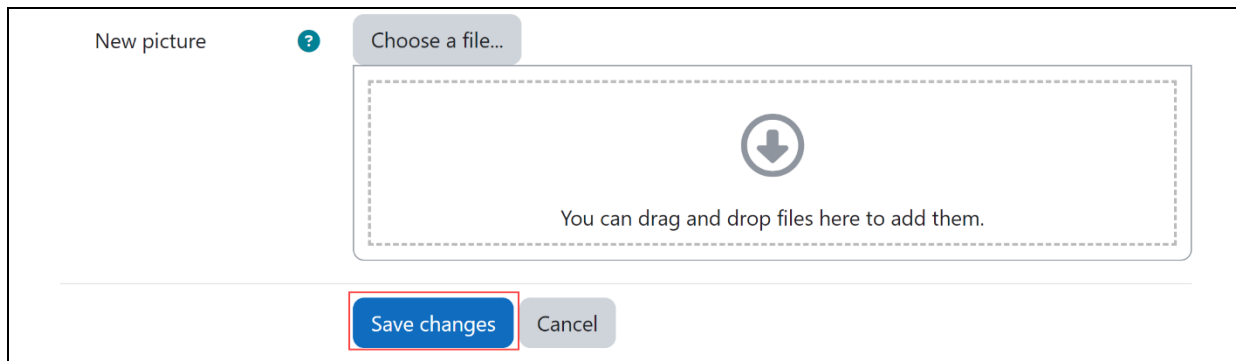 New picture ? Choose a file...
You can drag and drop files here to add them.
Save changes Cancel